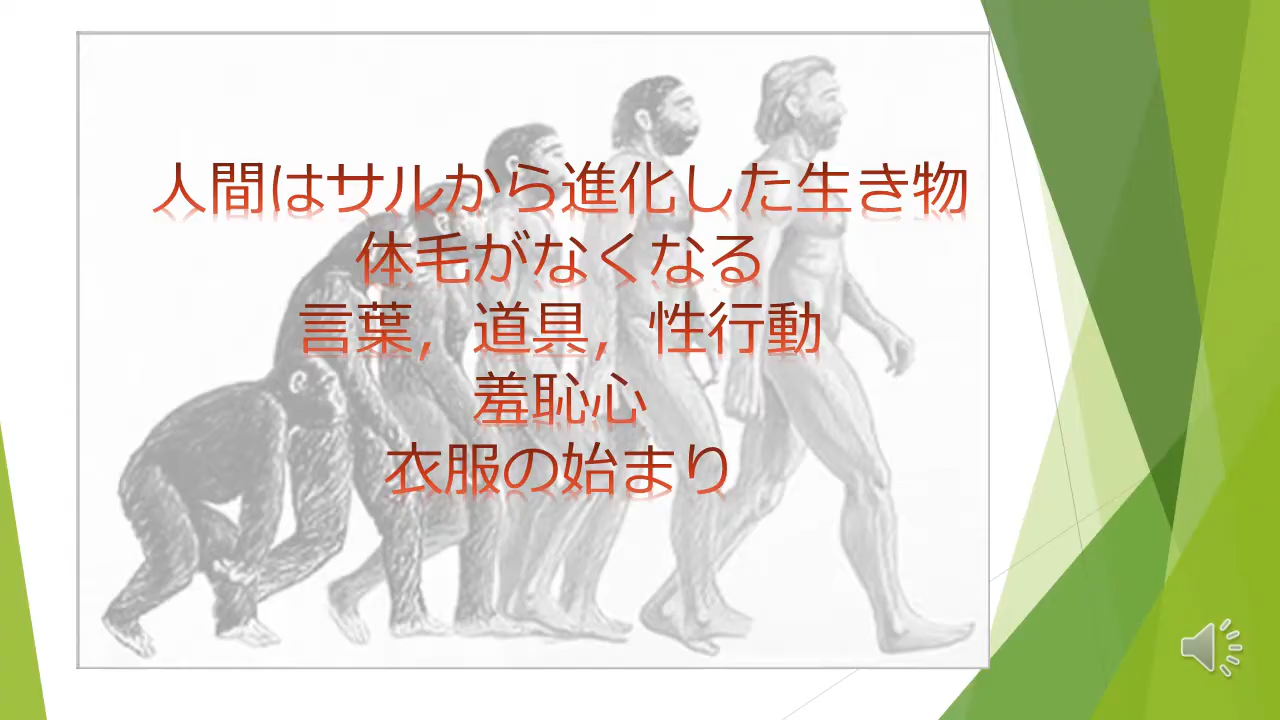 人間はサルから進化した生き物
体毛がなくなる
言葉，道具，性行動
羞恥心
衣服の始まり